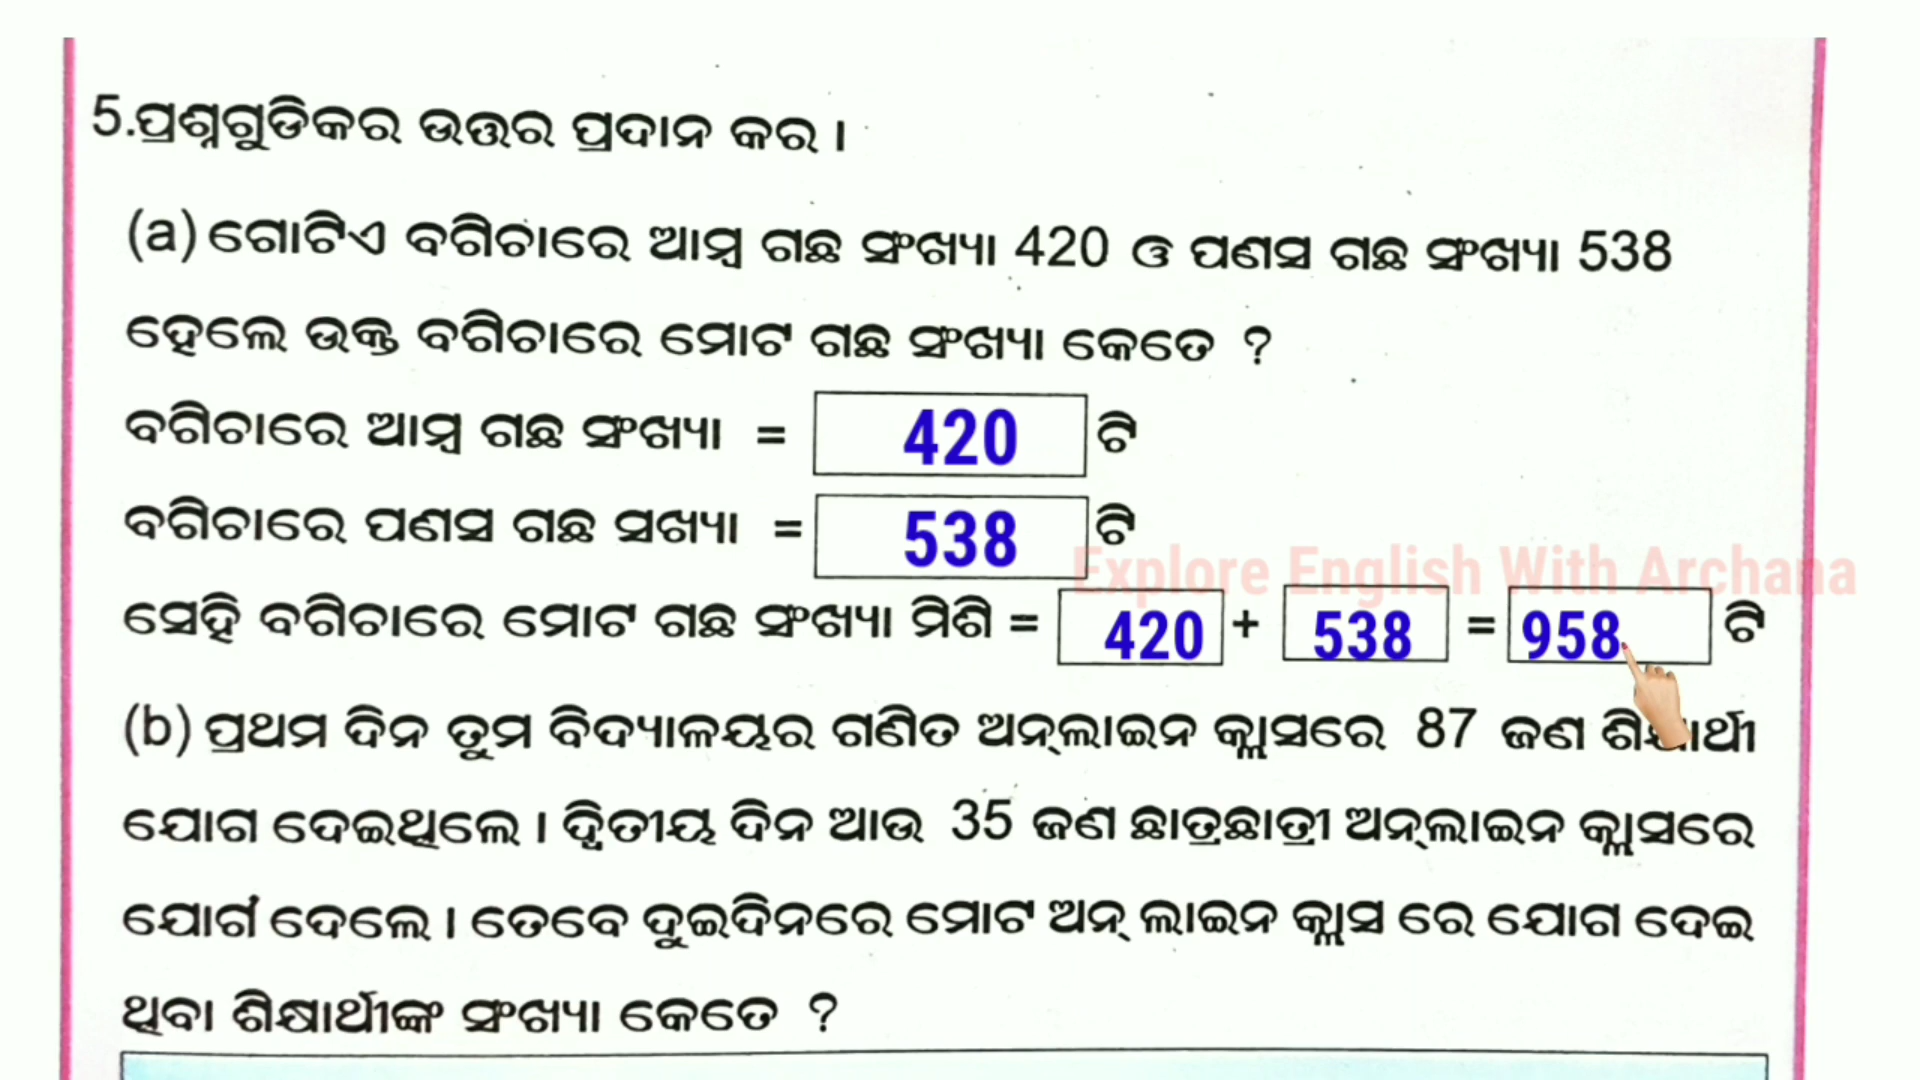 5.ପ୍ରଶ୍ନଗୁଡିକର ଉତ୍ତର ପ୍ରଦାନ କର ।
(a) ଗୋଟିଏ ବଗିଚାରେ ଆମ୍ବ ଗଛ ସଂଖ୍ୟା 420 ଓ ପଣସ ଗଛ ସଂଖ୍ୟା 538
ହେଲେ ଉକ୍ତ ବଗିଚାରେ ମୋଟ ଗଛ ସଂଖ୍ୟା କେତେ ?
ବଗିଚାରେ ଆମ୍ବ ଗଛ ସଂଖ୍ୟା = 420 ଟି
ବଗିଚାରେ ପଣସ ଗଛ ସଖ୍ୟା = 538 ଟି
Explore English With Archana
ସେହି ବଗିଚାରେ ମୋଟ ଗଛ ସଂଖ୍ୟା ମିଶି = 420 + 538 = 958 ଟି
(b) ପ୍ରଥମ ଦିନ ତୁମ ବିଦ୍ୟାଳୟର ଗଣିତ ଅନ୍‌ଲାଇନ କ୍ଲାସରେ 87 ଜଣ ଶିକ୍ଷାର୍ଥୀ
ଯୋଗ ଦେଇଥିଲେ । ଦ୍ୱିତୀୟ ଦିନ ଆଉ 35 ଜଣ ଛାତ୍ରଛାତ୍ରୀ ଅନ୍‌ଲାଇନ କ୍ଲାସରେ
ଯୋଗଁ ଦେଲେ । ତେବେ ଦୁଇଦିନରେ ମୋଟ ଅନ୍ ଲାଇନ କ୍ଲାସ ରେ ଯୋଗ ଦେଇ
ଥିବା ଶିକ୍ଷାର୍ଥୀଙ୍କ ସଂଖ୍ୟା କେତେ ?